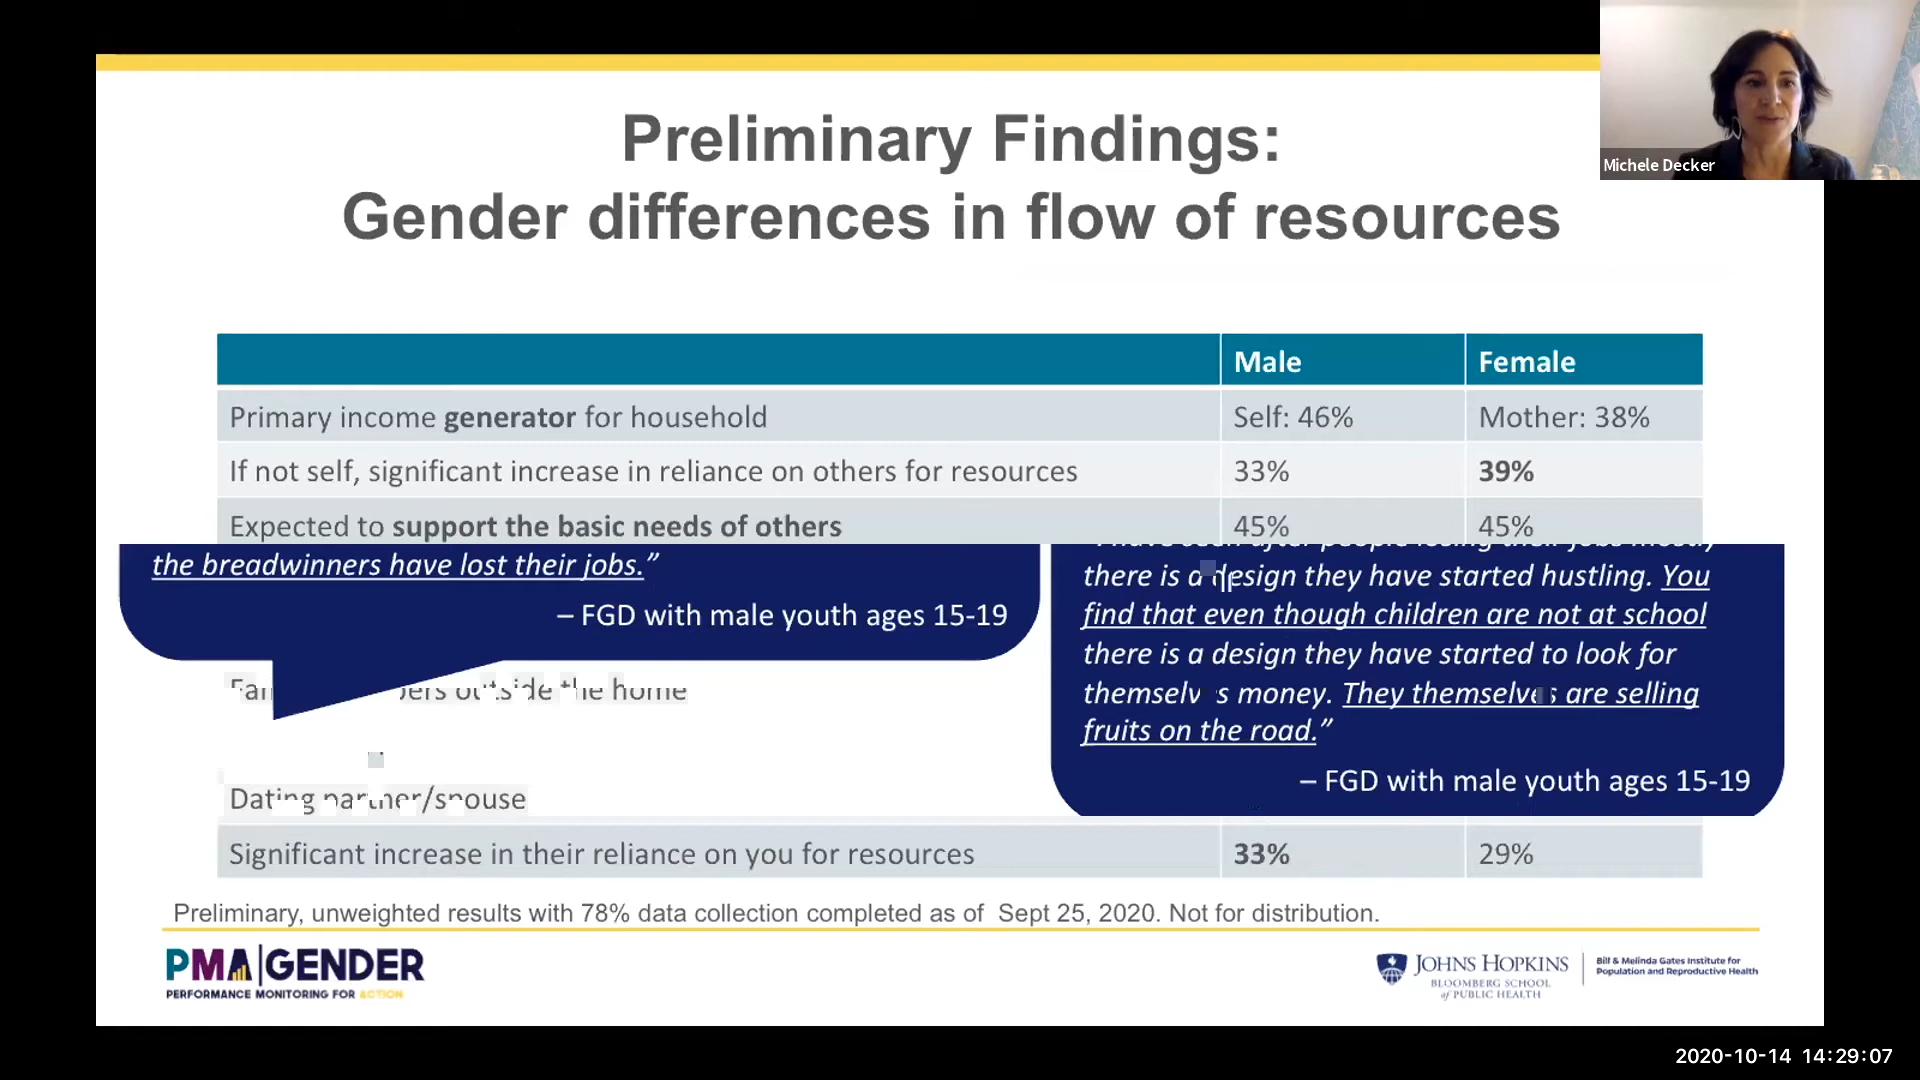 Michele Decker
Preliminary Findings:
Gender differences in flow of resources
Male Female
Primary income generator for household Self: 46% Mother: 38%
If not self, significant increase in reliance on others for resources 33% 39%
Expected to support the basic needs of others 45% 45%
the breadwinners have lost their jobs.”
– FGD with male youth ages 15-19
there is a design they have started hustling. You
find that even though children are not at school
there is a design they have started to look for
themselves money. They themselves are selling
fruits on the road.”
– FGD with male youth ages 15-19
outside the home
Dating partner/spouse
Significant increase in their reliance on you for resources 33% 29%
Preliminary, unweighted results with 78% data collection completed as of Sept 25, 2020. Not for distribution.
PMA|GENDER
PERFORMANCE MONITORING FOR ACTION
JOHNS HOPKINS
BLOOMBERG SCHOOL
of PUBLIC HEALTH
Bill & Melinda Gates Institute for
Population and Reproductive Health
2020-10-14 14:29:07